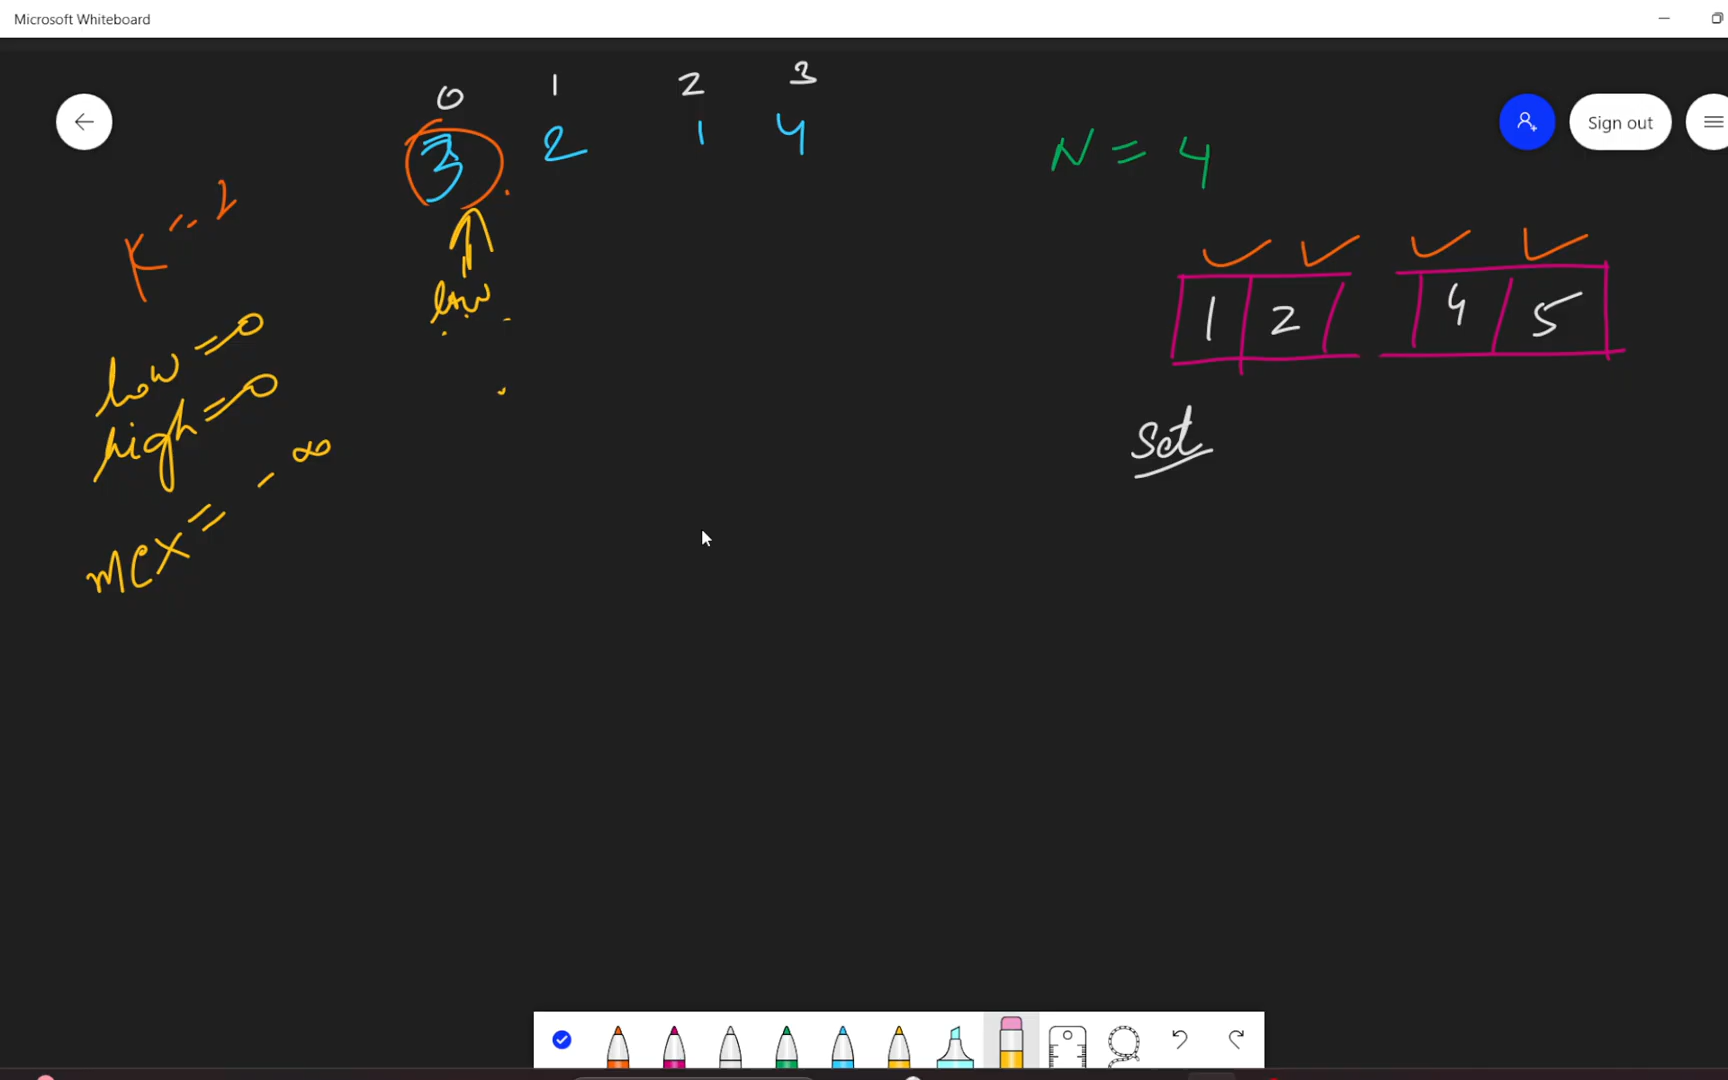 Microsoft Whiteboard
0 1 2 3
3 2 1 4
N = 4
Sign out
K = 2
low
1 2 4 5
low = 0
high = 0
Set
MEX = - ∞